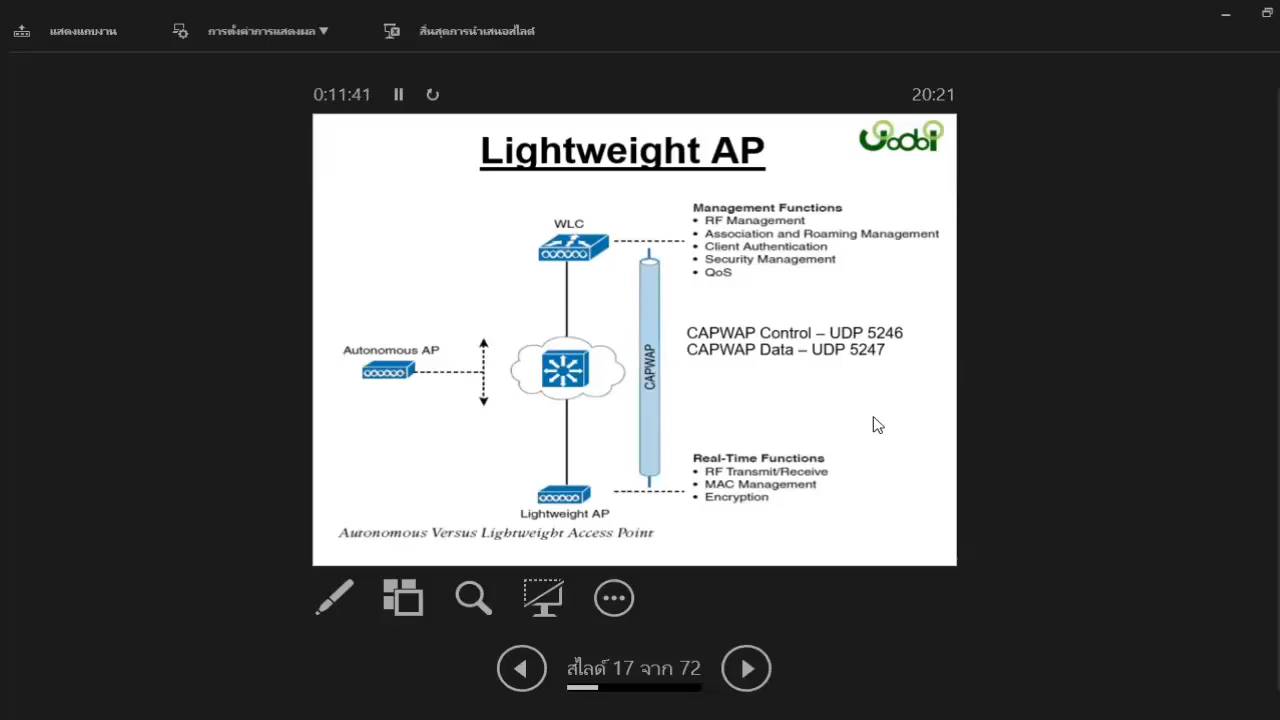 แสดงแถบงาน
การตั้งค่าการแสดงผล ▼
สิ้นสุดการนำเสนอสไลด์
0:11:41
20:21
Lightweight AP
WLC
Management Functions
• RF Management
• Association and Roaming Management
• Client Authentication
• Security Management
• QoS
CAPWAP Control – UDP 5246
CAPWAP Data – UDP 5247
Autonomous AP
CAPWAP
Real-Time Functions
• RF Transmit/Receive
• MAC Management
• Encryption
Lightweight AP
Autonomous Versus Lightweight Access Point
สไลด์ 17 จาก 72